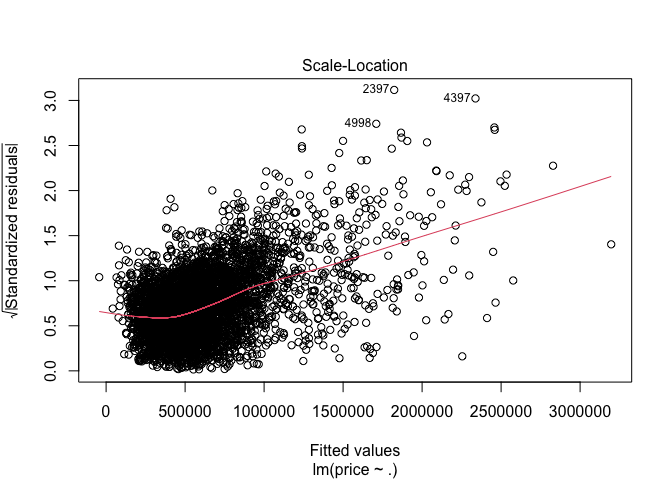 Scale-Location
√|Standardized residuals|
3.0
2.5
2.0
1.5
1.0
0.5
0.0
2397
4397
4998
0 500000 1000000 1500000 2000000 2500000 3000000
Fitted values
lm(price ~ .)